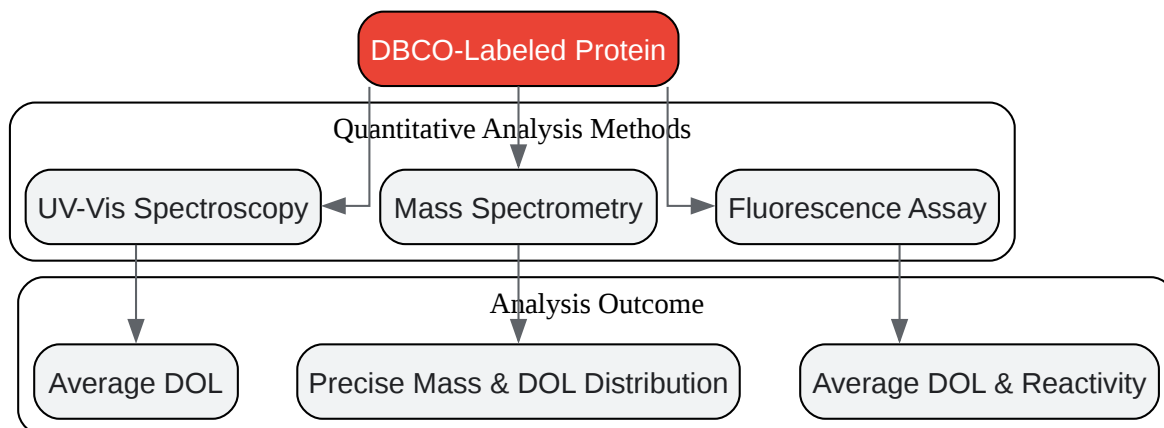 DBCO-Labeled Protein
Quantitative Analysis Methods
UV-Vis Spectroscopy
Mass Spectrometry
Fluorescence Assay
Analysis Outcome
Average DOL
Precise Mass & DOL Distribution
Average DOL & Reactivity